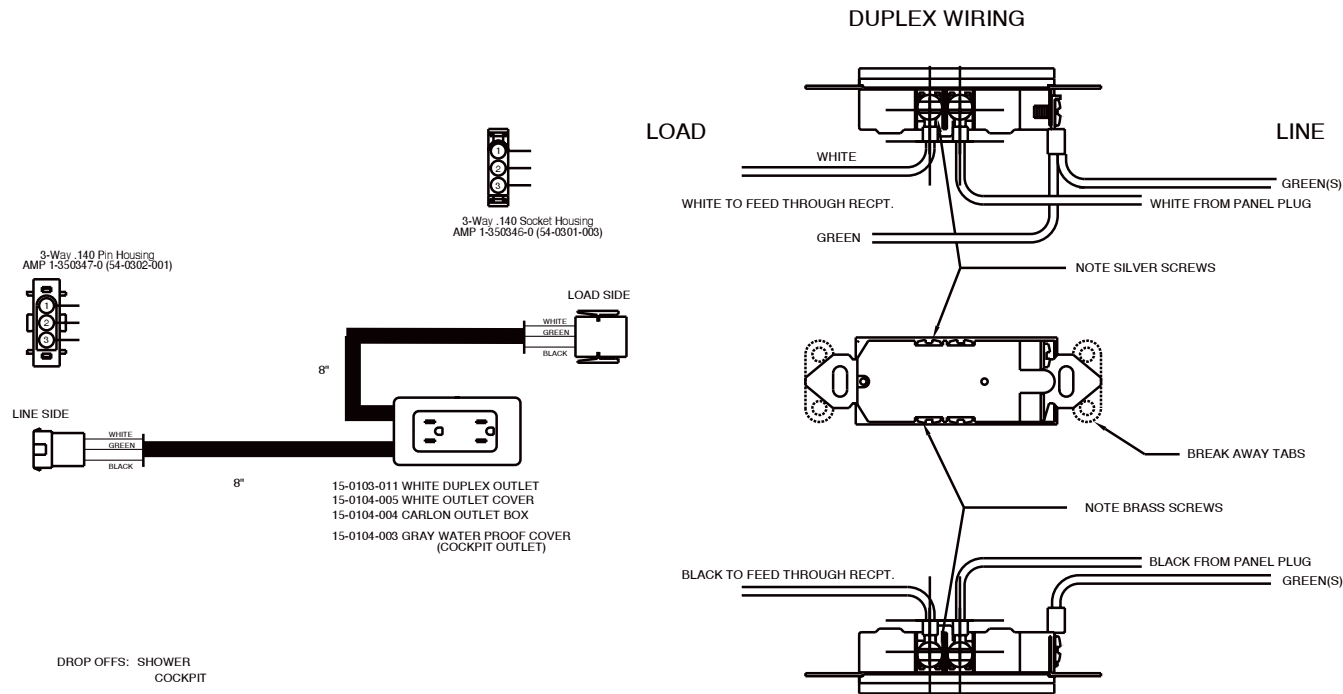 DUPLEX WIRING
LOAD
LINE
WHITE
GREEN(S)
WHITE TO FEED THROUGH RECPT.
WHITE FROM PANEL PLUG
GREEN
NOTE SILVER SCREWS
BREAK AWAY TABS
NOTE BRASS SCREWS
BLACK FROM PANEL PLUG
BLACK TO FEED THROUGH RECPT.
GREEN(S)
1
2
3
3-Way .140 Socket Housing
AMP 1-350346-0 (54-0301-003)
3-Way .140 Pin Housing
AMP 1-350347-0 (54-0302-001)
1
2
3
LOAD SIDE
WHITE
GREEN
BLACK
8"
LINE SIDE
WHITE
GREEN
BLACK
8"
15-0103-011 WHITE DUPLEX OUTLET
15-0104-005 WHITE OUTLET COVER
15-0104-004 CARLON OUTLET BOX
15-0104-003 GRAY WATER PROOF COVER
(COCKPIT OUTLET)
DROP OFFS: SHOWER
COCKPIT